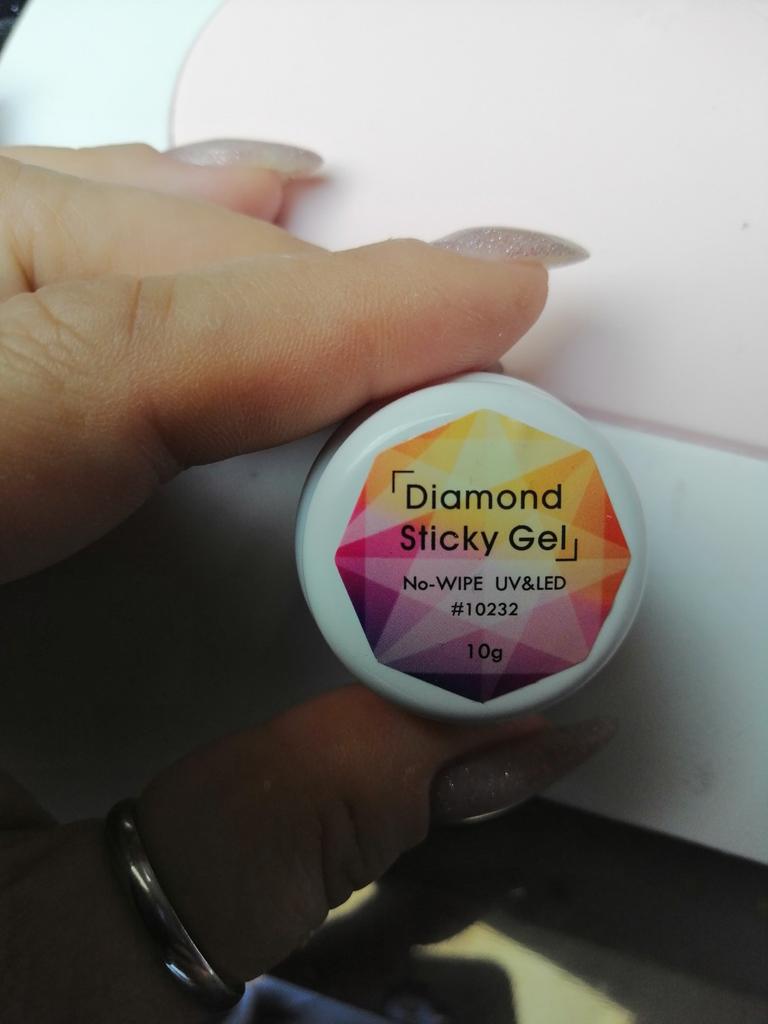 「Diamond
Sticky Gel」
No-WIPE UV&LED
#10232
10g